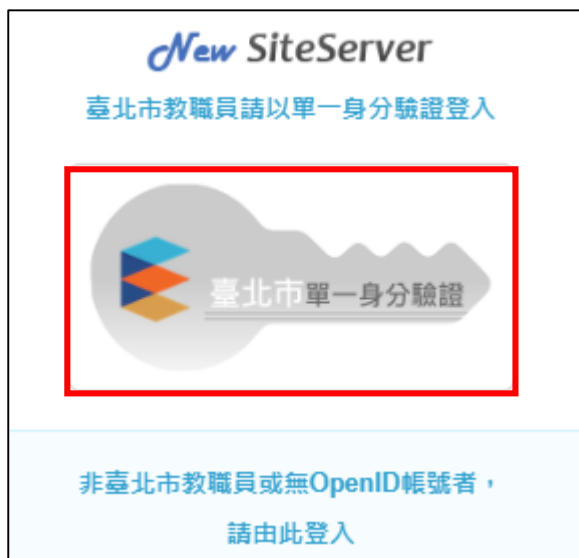 New SiteServer
臺北市教職員請以單一身分驗證登入
臺北市單一身分驗證
非臺北市教職員或無OpenID帳號者，
請由此登入